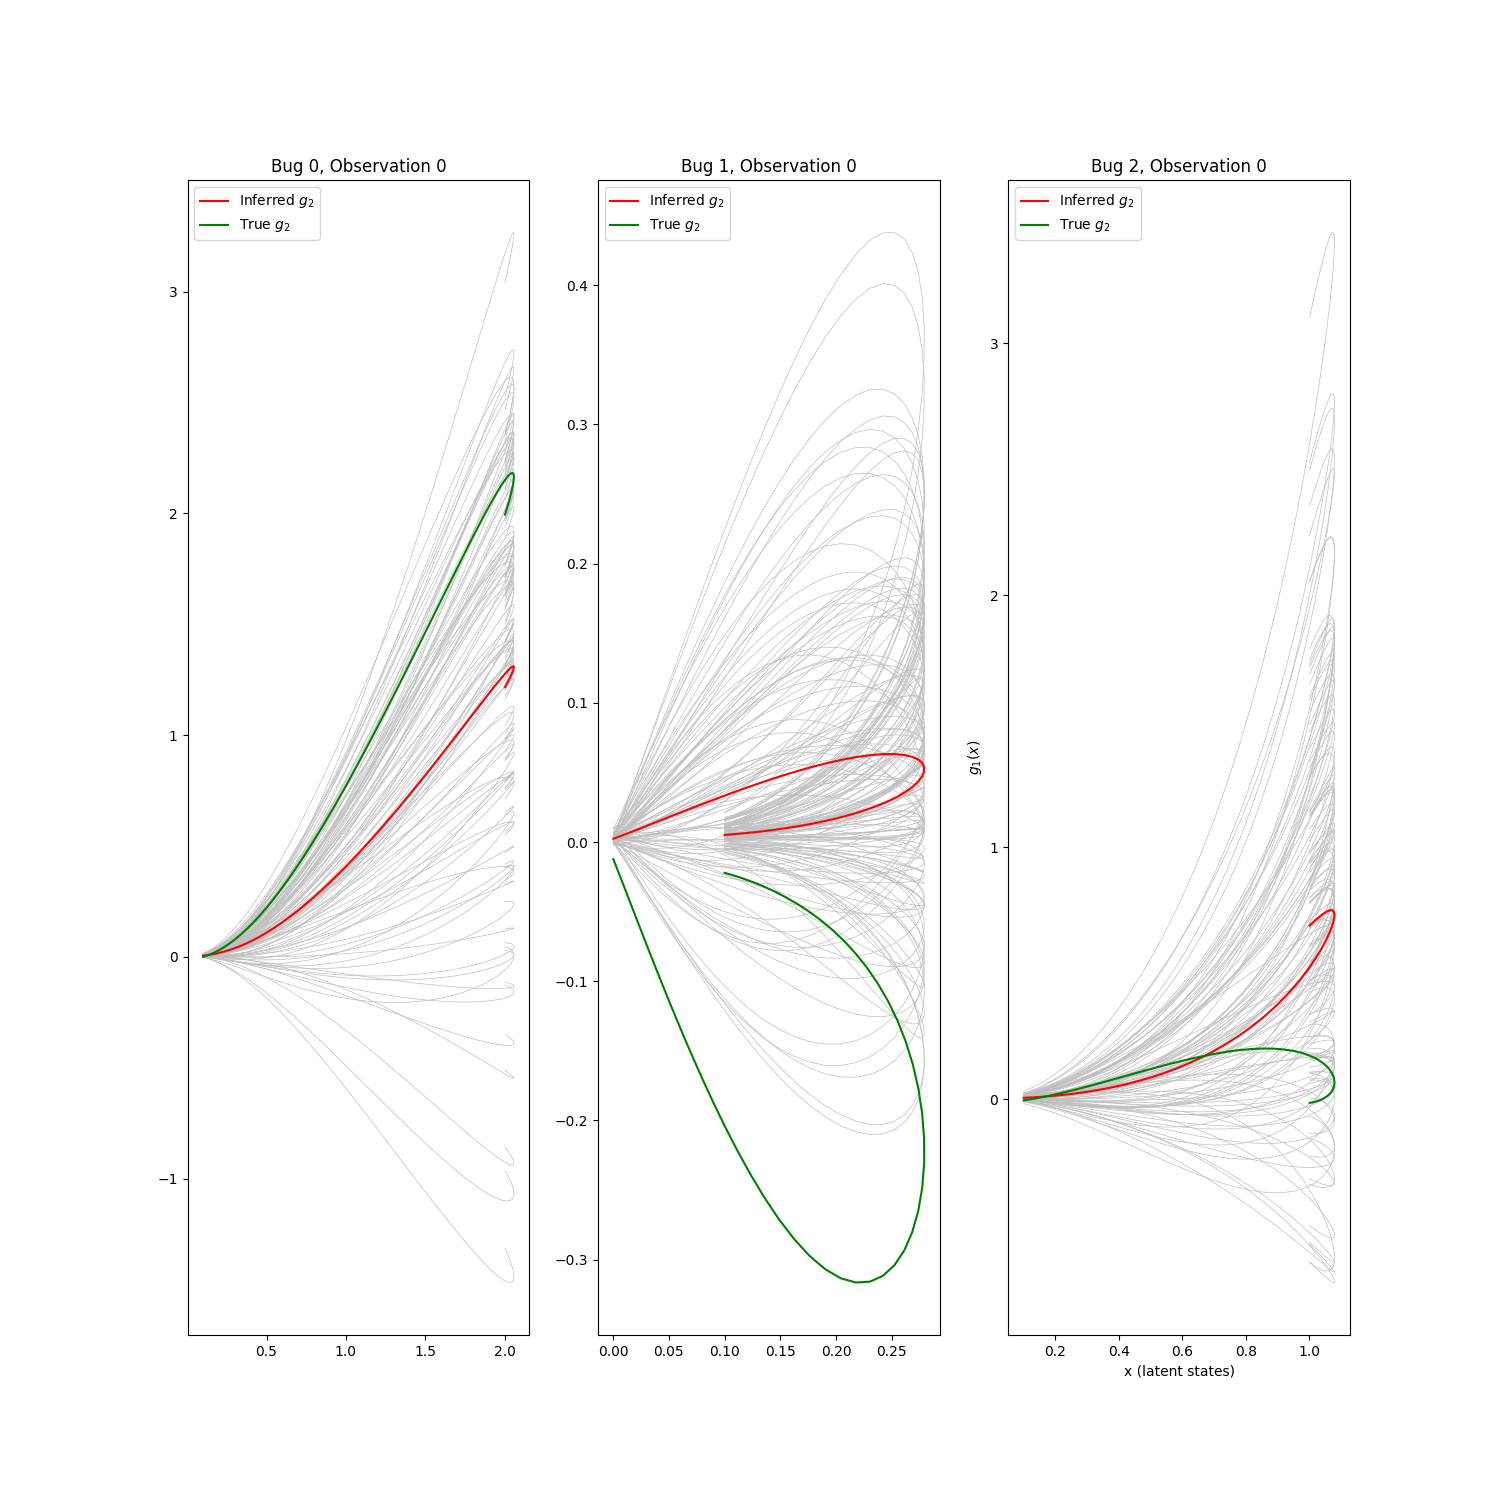 Bug 0, Observation 0
Inferred g₂
True g₂
3
2
1
0
−1
0.5 1.0 1.5 2.0
Bug 1, Observation 0
Inferred g₂
True g₂
0.4
0.3
0.2
0.1
0.0
−0.1
−0.2
−0.3
0.00 0.05 0.10 0.15 0.20 0.25
Bug 2, Observation 0
Inferred g₂
True g₂
g₁(x)
3
2
1
0
0.2 0.4 0.6 0.8 1.0
x (latent states)